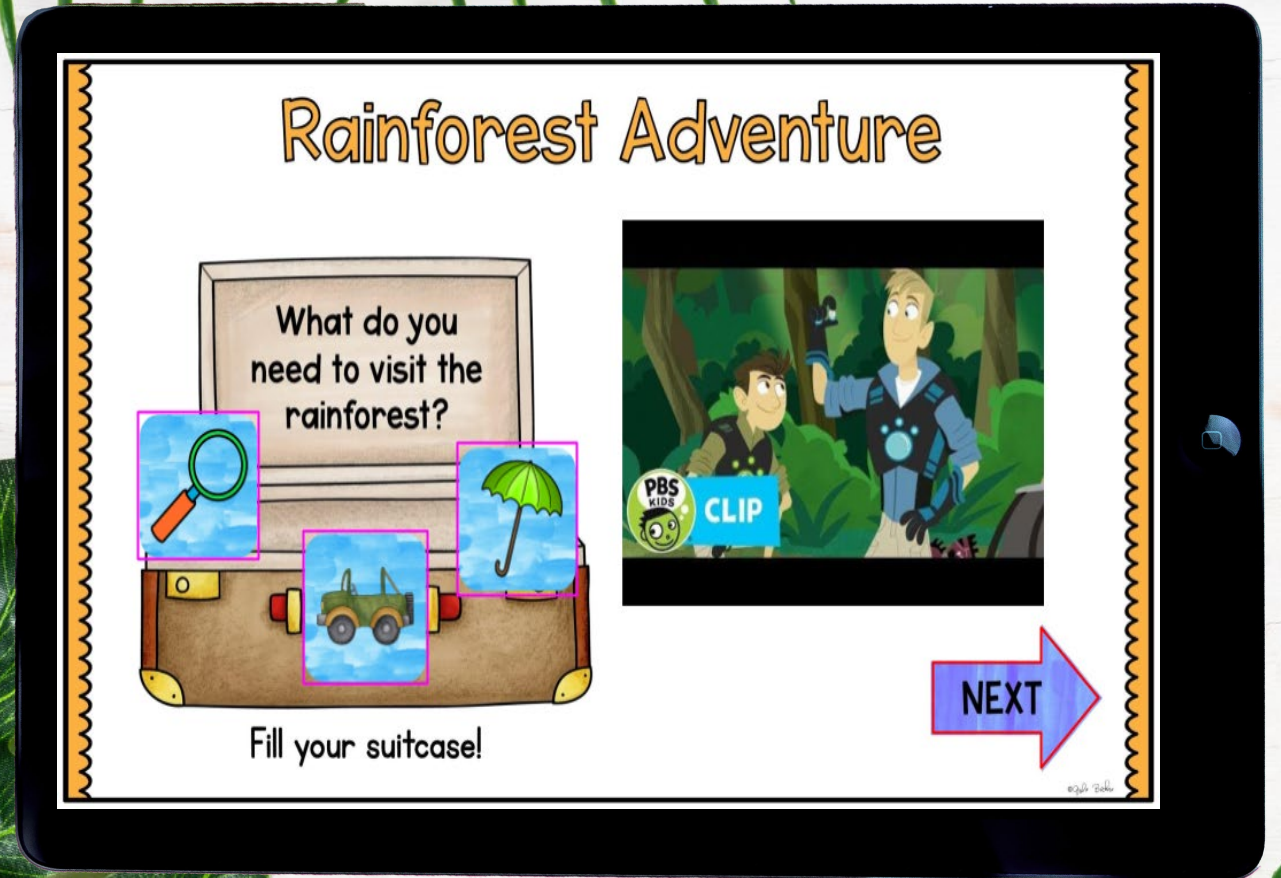 Rainforest Adventure
What do you
need to visit the
rainforest?
Fill your suitcase!
PBS
KIDS
CLIP
NEXT